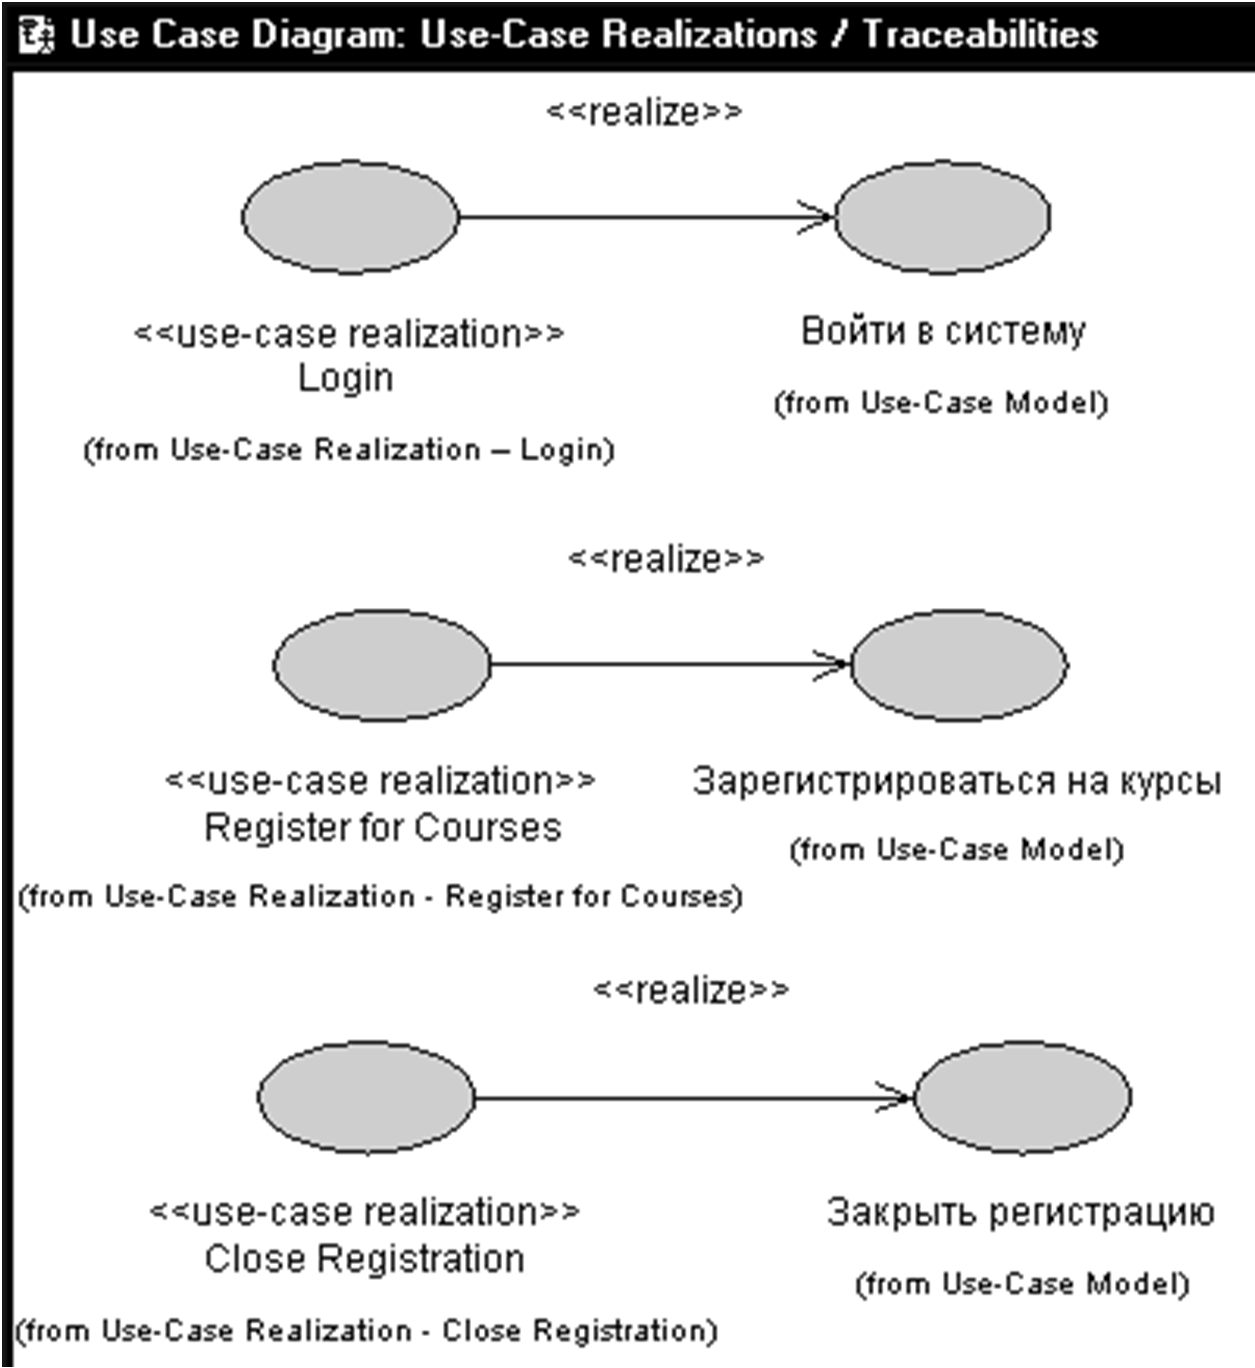 Use Case Diagram: Use-Case Realizations / Traceabilities
<<realize>>
<<use-case realization>>
Login
(from Use-Case Realization – Login)
Войти в систему
(from Use-Case Model)
<<realize>>
<<use-case realization>>
Register for Courses
(from Use-Case Realization - Register for Courses)
Зарегистрироваться на курсы
(from Use-Case Model)
<<realize>>
<<use-case realization>>
Close Registration
(from Use-Case Realization - Close Registration)
Закрыть регистрацию
(from Use-Case Model)